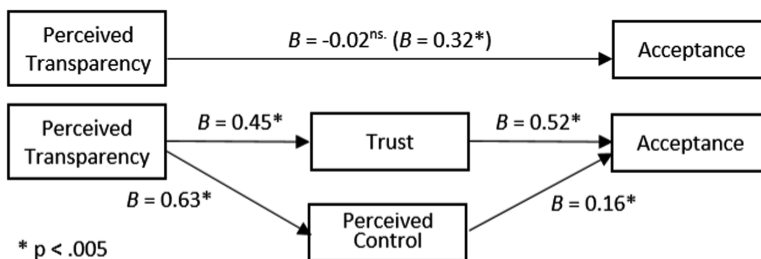 Perceived
Transparency
B = -0.02ns. (B = 0.32*)
Acceptance
Perceived
Transparency
B = 0.45*
Trust
B = 0.52*
Acceptance
B = 0.63*
Perceived
Control
B = 0.16*
* p < .005